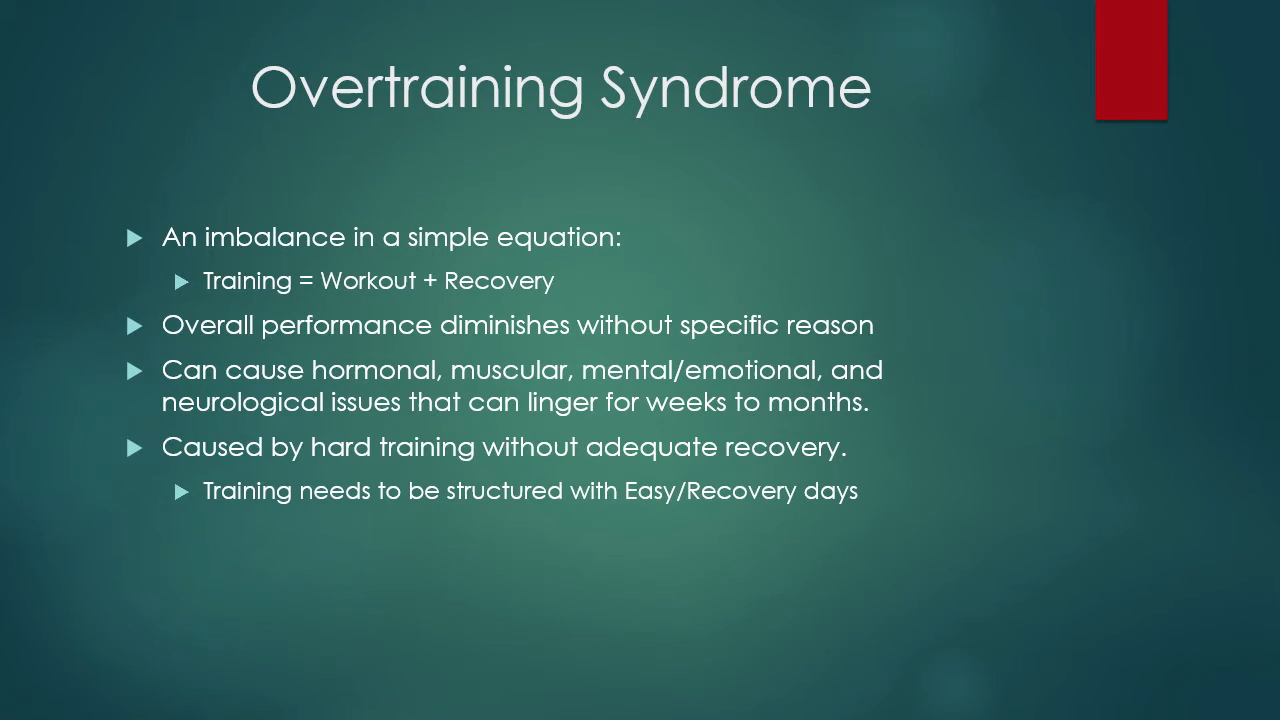 Overtraining Syndrome
An imbalance in a simple equation:
Training = Workout + Recovery
Overall performance diminishes without specific reason
Can cause hormonal, muscular, mental/emotional, and
neurological issues that can linger for weeks to months.
Caused by hard training without adequate recovery.
Training needs to be structured with Easy/Recovery days